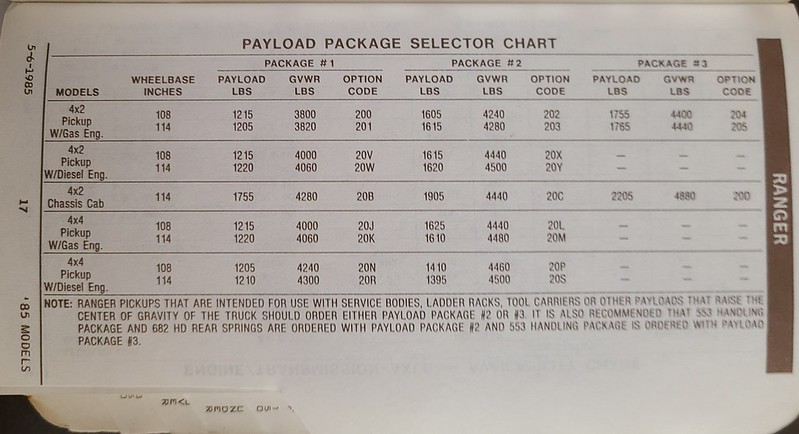 PAYLOAD PACKAGE SELECTOR CHART
PACKAGE #1 PACKAGE #2 PACKAGE #3
MODELS WHEELBASE INCHES PAYLOAD LBS GVWR LBS OPTION CODE PAYLOAD LBS GVWR LBS OPTION CODE PAYLOAD LBS GVWR LBS OPTION CODE
4x2
Pickup
W/Gas Eng.
108 1215 3800 200 1605 4240 202 1755 4400 204
114 1205 3820 201 1615 4280 203 1765 4440 205
4x2
Pickup
W/Diesel Eng.
108 1215 4000 20V 1615 4440 20X — — —
114 1220 4060 20W 1620 4500 20Y — — —
4x2
Chassis Cab
114 1755 4280 20B 1905 4440 20C 2205 4880 20D
4x4
Pickup
W/Gas Eng.
108 1215 4000 20J 1625 4440 20L — — —
114 1220 4060 20K 1610 4480 20M — — —
4x4
Pickup
W/Diesel Eng.
108 1205 4240 20N 1410 4460 20P — — —
114 1210 4300 20R 1395 4500 20S — — —
NOTE: RANGER PICKUPS THAT ARE INTENDED FOR USE WITH SERVICE BODIES, LADDER RACKS, TOOL CARRIERS OR OTHER PAYLOADS THAT RAISE THE
CENTER OF GRAVITY OF THE TRUCK SHOULD ORDER EITHER PAYLOAD PACKAGE #2 OR #3. IT IS ALSO RECOMMENDED THAT 553 HANDLING
PACKAGE AND 682 HD REAR SPRINGS ARE ORDERED WITH PAYLOAD PACKAGE #2 AND 553 HANDLING PACKAGE IS ORDERED WITH PAYLOAD
PACKAGE #3.
5-6-1985
17
'85 MODELS
RANGER